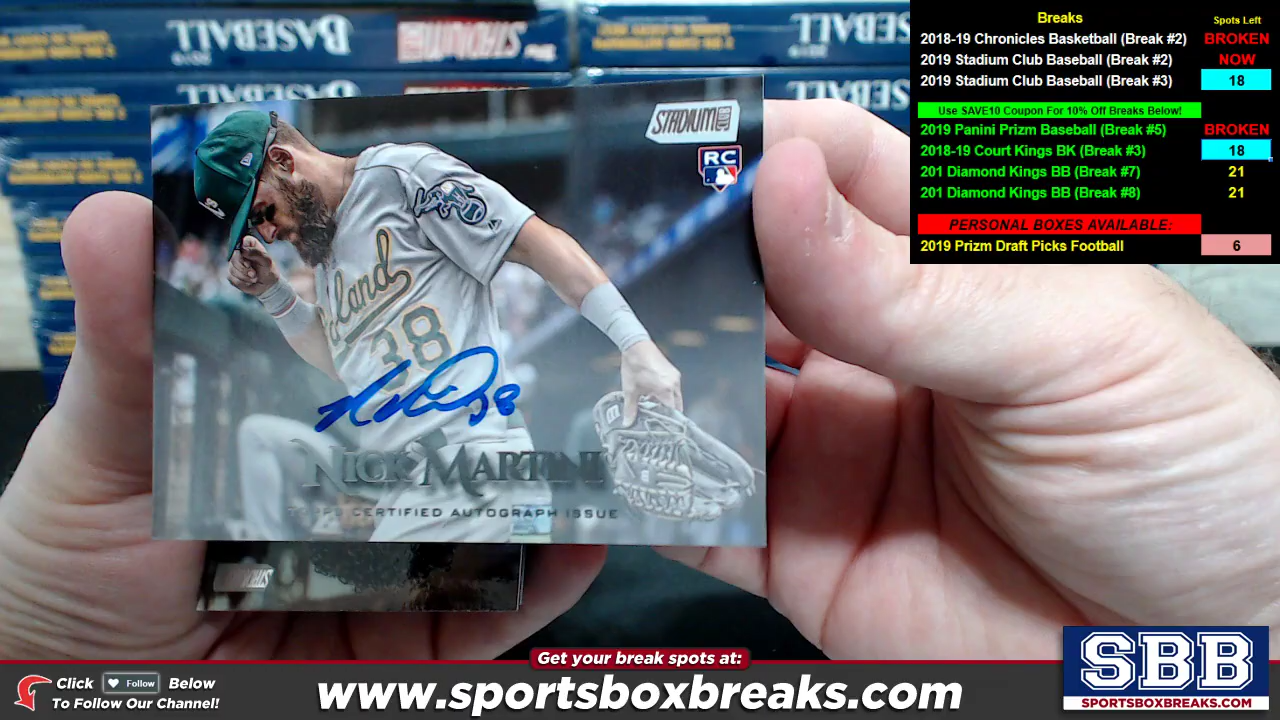 BASEBALL
STADIUM
BASEBALL
STADIUM CLUB
RC
land
38
38
NICK MARTINI
TOPPS CERTIFIED AUTOGRAPH ISSUE
Breaks Spots Left
2018-19 Chronicles Basketball (Break #2) BROKEN
2019 Stadium Club Baseball (Break #2) NOW
2019 Stadium Club Baseball (Break #3) 18
Use SAVE10 Coupon For 10% Off Breaks Below!
2019 Panini Prizm Baseball (Break #5) BROKEN
2018-19 Court Kings BK (Break #3) 18
201 Diamond Kings BB (Break #7) 21
201 Diamond Kings BB (Break #8) 21
PERSONAL BOXES AVAILABLE:
2019 Prizm Draft Picks Football 6
Get your break spots at:
Click Follow Below
To Follow Our Channel!
www.sportsboxbreaks.com
SBB
SPORTSBOXBREAKS.COM